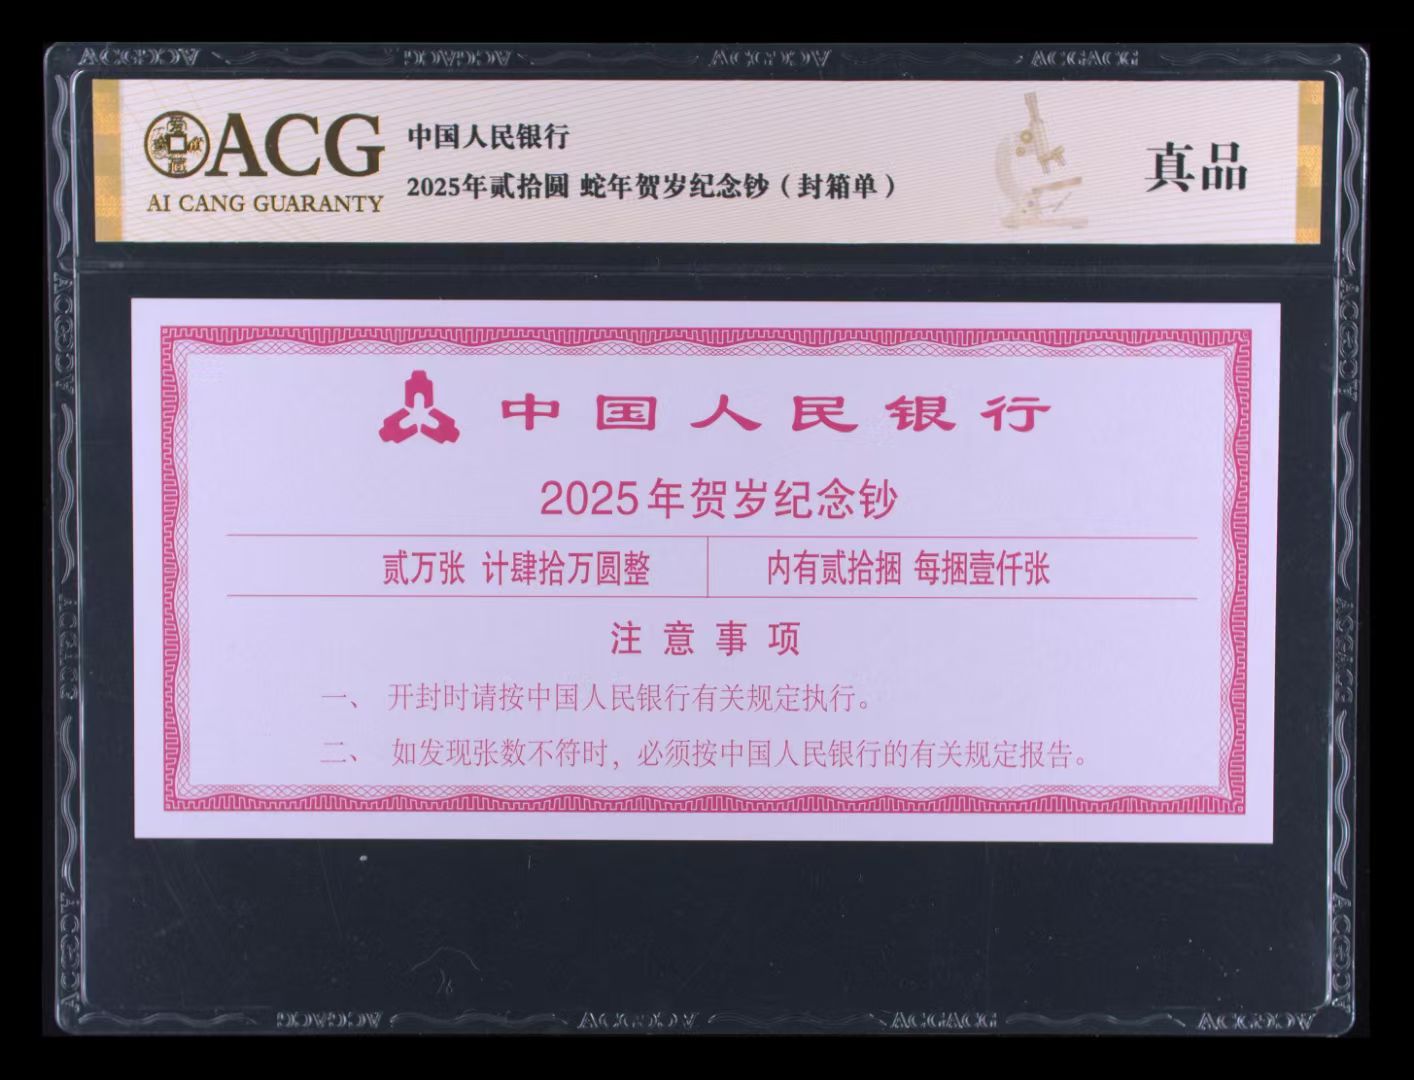 ACG
AI CANG GUARANTY
中国人民银行
2025年贰拾圆 蛇年贺岁纪念钞（封箱单）
真品
中国人民银行
2025年贺岁纪念钞
贰万张 计肆拾万圆整
内有贰拾捆 每捆壹仟张
注意事项
一、 开封时请按中国人民银行有关规定执行。
二、 如发现张数不符时，必须按中国人民银行的有关规定报告。